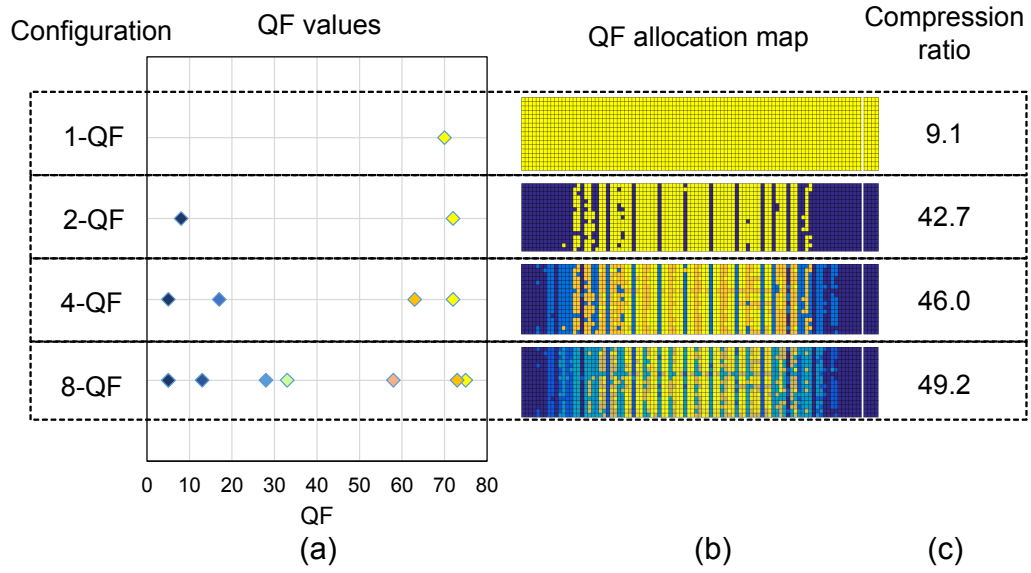 Configuration
QF values
QF allocation map
Compression
ratio
1-QF
9.1
2-QF
42.7
4-QF
46.0
8-QF
49.2
0 10 20 30 40 50 60 70 80
QF
(a)
(b)
(c)